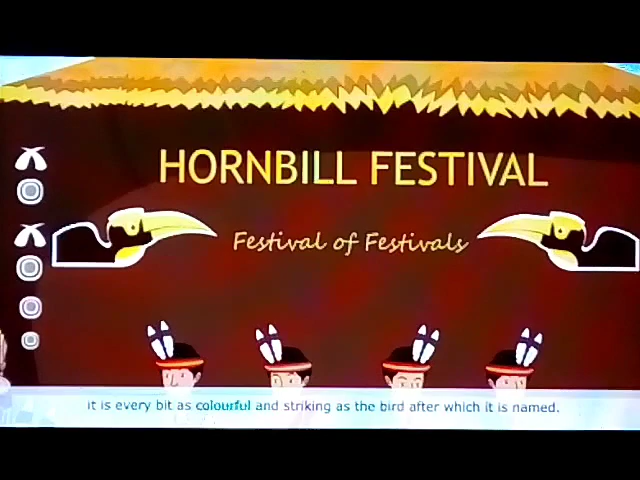 HORNBILL FESTIVAL
Festival of Festivals
it is every bit as colourful and striking as the bird after which it is named.